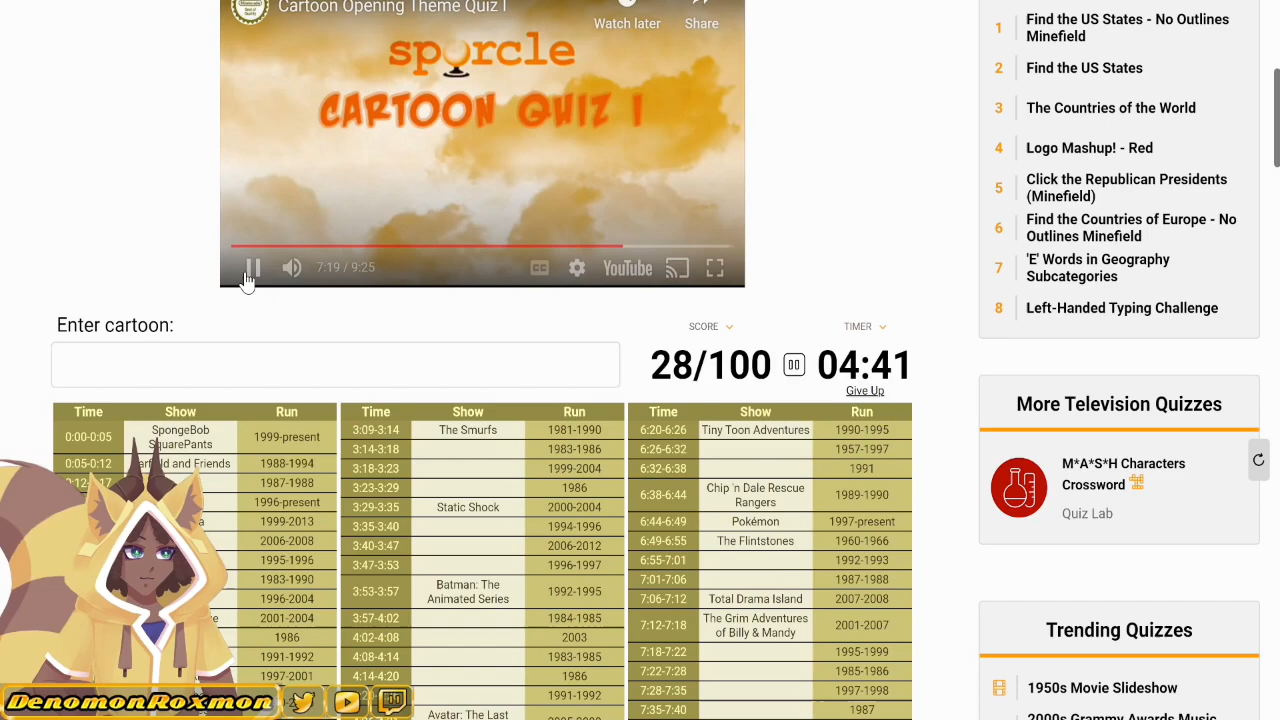 Cartoon Opening Theme Quiz I
Watch later
Share
sporcle
CARTOON QUIZ I
7:19 / 9:25
CC
YouTube
Enter cartoon:
SCORE
TIMER
28/100
04:41
Give Up
Time Show Run
0:00-0:05 SpongeBob SquarePants 1999-present
0:05-0:12 and Friends 1988-1994
1987-1988
1996-present
1999-2013
2006-2008
1995-1996
1983-1990
1996-2004
2001-2004
1986
1991-1992
1997-2001
Time Show Run
3:09-3:14 The Smurfs 1981-1990
3:14-3:18 1983-1986
3:18-3:23 1999-2004
3:23-3:29 1986
3:29-3:35 Static Shock 2000-2004
3:35-3:40 1994-1996
3:40-3:47 2006-2012
3:47-3:53 1996-1997
3:53-3:57 Batman: The Animated Series 1992-1995
3:57-4:02 1984-1985
4:02-4:08 2003
4:08-4:14 1983-1985
4:14-4:20 1986
1991-1992
Avatar: The Last
Time Show Run
6:20-6:26 Tiny Toon Adventures 1990-1995
6:26-6:32 1957-1997
6:32-6:38 1991
6:38-6:44 Chip 'n Dale Rescue Rangers 1989-1990
6:44-6:49 Pokémon 1997-present
6:49-6:55 The Flintstones 1960-1966
6:55-7:01 1992-1993
7:01-7:06 1987-1988
7:06-7:12 Total Drama Island 2007-2008
7:12-7:18 The Grim Adventures of Billy & Mandy 2001-2007
7:18-7:22 1995-1999
7:22-7:28 1985-1986
7:28-7:35 1997-1998
7:35-7:40 1987
DenomonRoxmon
1 Find the US States - No Outlines
Minefield
2 Find the US States
3 The Countries of the World
4 Logo Mashup! - Red
5 Click the Republican Presidents
(Minefield)
6 Find the Countries of Europe - No
Outlines Minefield
7 'E' Words in Geography
Subcategories
8 Left-Handed Typing Challenge
More Television Quizzes
M*A*S*H Characters
Crossword
Quiz Lab
Trending Quizzes
1950s Movie Slideshow
2000s Grammy Awards Music